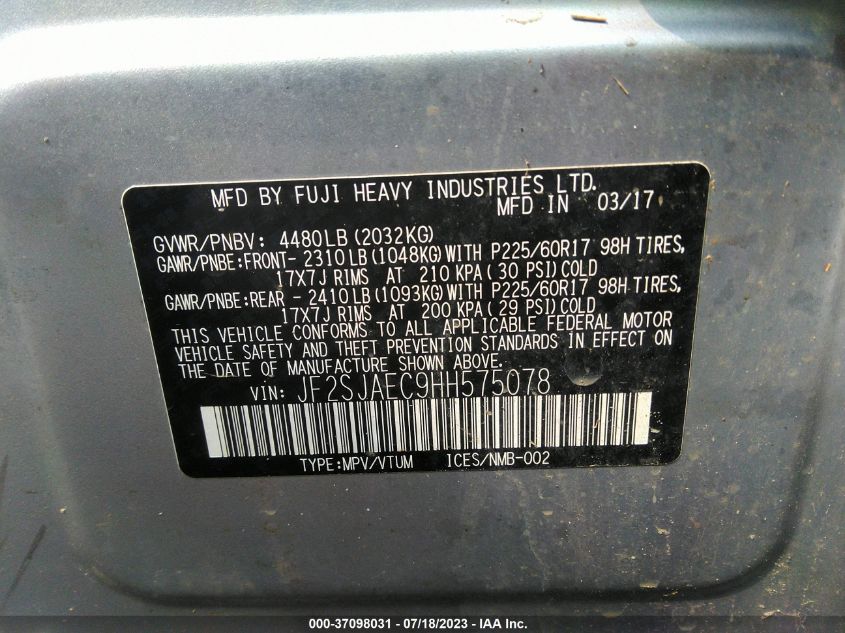 MFD BY FUJI HEAVY INDUSTRIES LTD.
MFD IN 03/17
GVWR/PNBV: 4480LB (2032KG)
GAWR/PNBE:FRONT- 2310LB (1048KG) WITH P225/60R17 98H TIRES,
17X7J RIMS AT 210 KPA ( 30 PSI) COLD
GAWR/PNBE:REAR - 2410LB (1093KG) WITH P225/60R17 98H TIRES,
17X7J RIMS AT 200 KPA ( 29 PSI) COLD
THIS VEHICLE CONFORMS TO ALL APPLICABLE FEDERAL MOTOR
VEHICLE SAFETY AND THEFT PREVENTION STANDARDS IN EFFECT ON
THE DATE OF MANUFACTURE SHOWN ABOVE.
VIN: JF2SJAEC9HH575078
TYPE:MPV/VTUM ICES/NMB-002
000-37098031 - 07/18/2023 - IAA Inc.